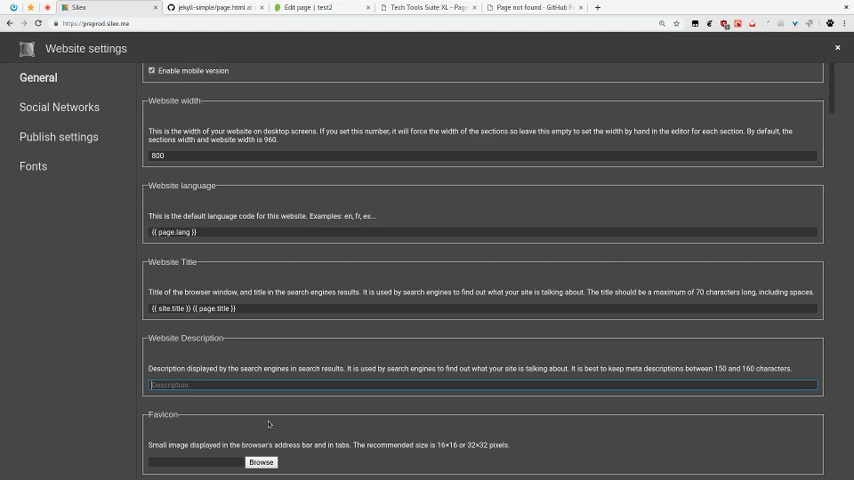 Silex
jekyll-simple/page.html at
Edit page | test2
Tech Tools Suite XL - Page
Page not found · GitHub P
https://preprod.silex.me
Website settings
General
Social Networks
Publish settings
Fonts
Enable mobile version
Website width
This is the width of your website on desktop screens. If you set this number, it will force the width of the sections so leave this empty to set the width by hand in the editor for each section. By default, the
sections width and website width is 960.
800
Website language
This is the default language code for this website. Examples: en, fr, es...
{{ page.lang }}
Website Title
Title of the browser window, and title in the search engines results. It is used by search engines to find out what your site is talking about. The title should be a maximum of 70 characters long, including spaces.
{{ site.title }} {{ page.title }}
Website Description
Description displayed by the search engines in search results. It is used by search engines to find out what your site is talking about. It is best to keep meta descriptions between 150 and 160 characters.
Description
Favicon
Small image displayed in the browser's address bar and in tabs. The recommended size is 16×16 or 32×32 pixels.
Browse